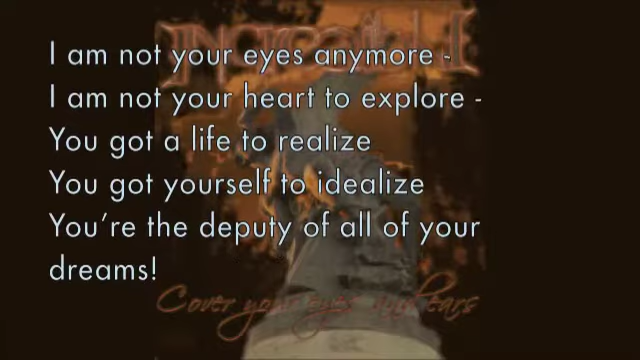 I am not your eyes anymore -
I am not your heart to explore -
You got a life to realize
You got yourself to idealize
You’re the deputy of all of your
dreams!
Cover your eyes and ears